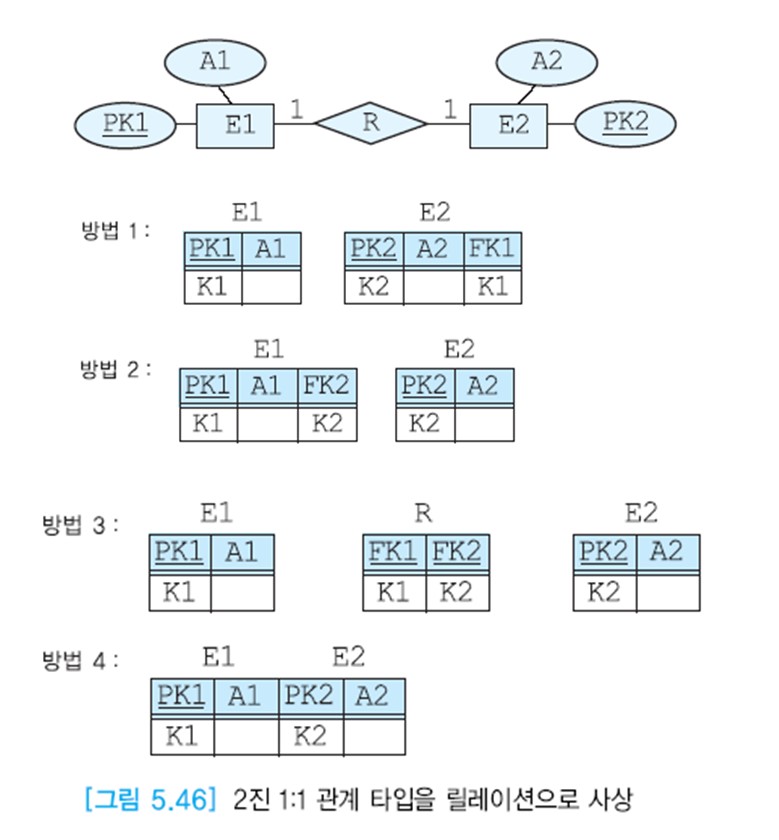 A1 A2
PK1 E1 1 R 1 E2 PK2
방법 1 :
E1 E2
PK1 A1 PK2 A2 FK1
K1 K2 K1
방법 2 :
E1 E2
PK1 A1 FK2 PK2 A2
K1 K2 K2
방법 3 :
E1 R E2
PK1 A1 FK1 FK2 PK2 A2
K1 K1 K2 K2
방법 4 :
E1 E2
PK1 A1 PK2 A2
K1 K2
[그림 5.46] 2진 1:1 관계 타입을 릴레이션으로 사상